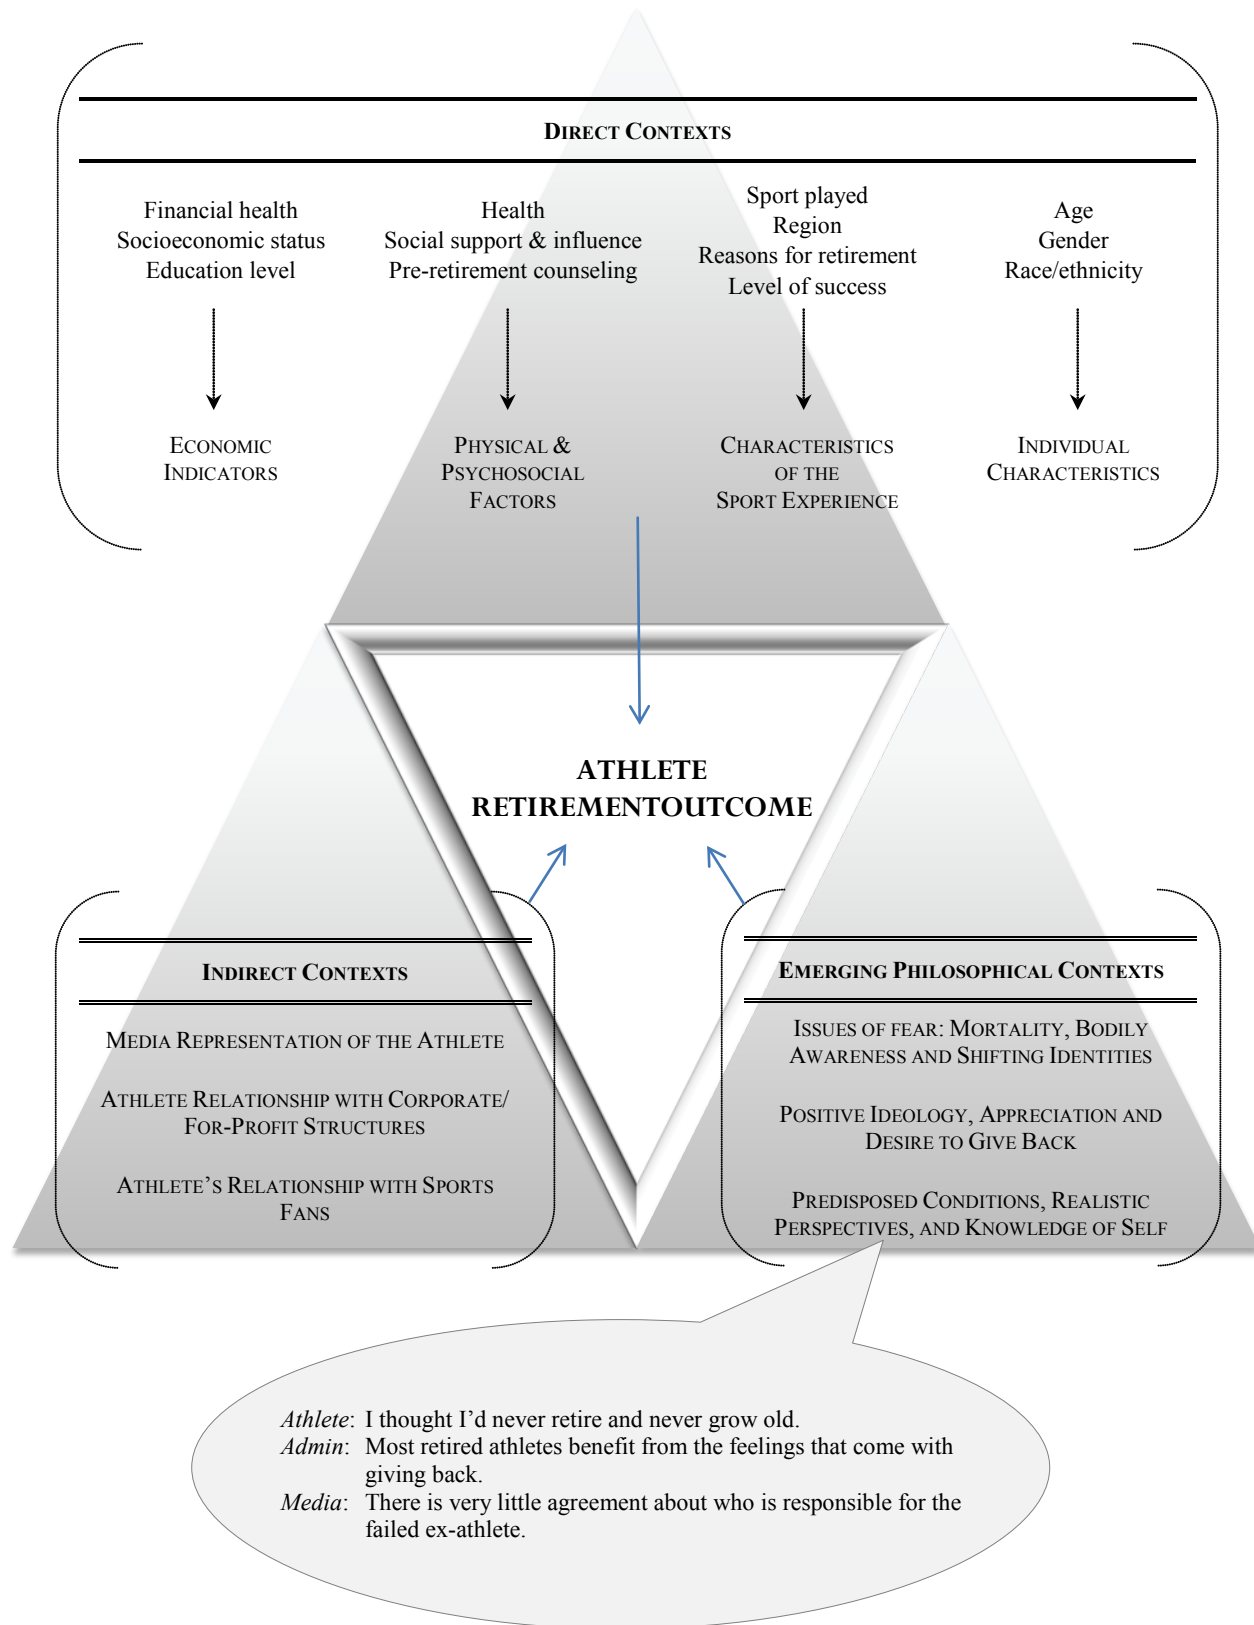 DIRECT CONTEXTS
Financial health
Socioeconomic status
Education level
Health
Social support & influence
Pre-retirement counseling
Sport played
Region
Reasons for retirement
Level of success
Age
Gender
Race/ethnicity
ECONOMIC
INDICATORS
PHYSICAL &
PSYCHOSOCIAL
FACTORS
CHARACTERISTICS
OF THE
SPORT EXPERIENCE
INDIVIDUAL
CHARACTERISTICS
ATHLETE
RETIREMENTOUTCOME
INDIRECT CONTEXTS
MEDIA REPRESENTATION OF THE ATHLETE
ATHLETE RELATIONSHIP WITH CORPORATE/
FOR-PROFIT STRUCTURES
ATHLETE'S RELATIONSHIP WITH SPORTS
FANS
EMERGING PHILOSOPHICAL CONTEXTS
ISSUES OF FEAR: MORTALITY, BODILY
AWARENESS AND SHIFTING IDENTITIES
POSITIVE IDEOLOGY, APPRECIATION AND
DESIRE TO GIVE BACK
PREDISPOSED CONDITIONS, REALISTIC
PERSPECTIVES, AND KNOWLEDGE OF SELF
Athlete: I thought I'd never retire and never grow old.
Admin: Most retired athletes benefit from the feelings that come with
giving back.
Media: There is very little agreement about who is responsible for the
failed ex-athlete.